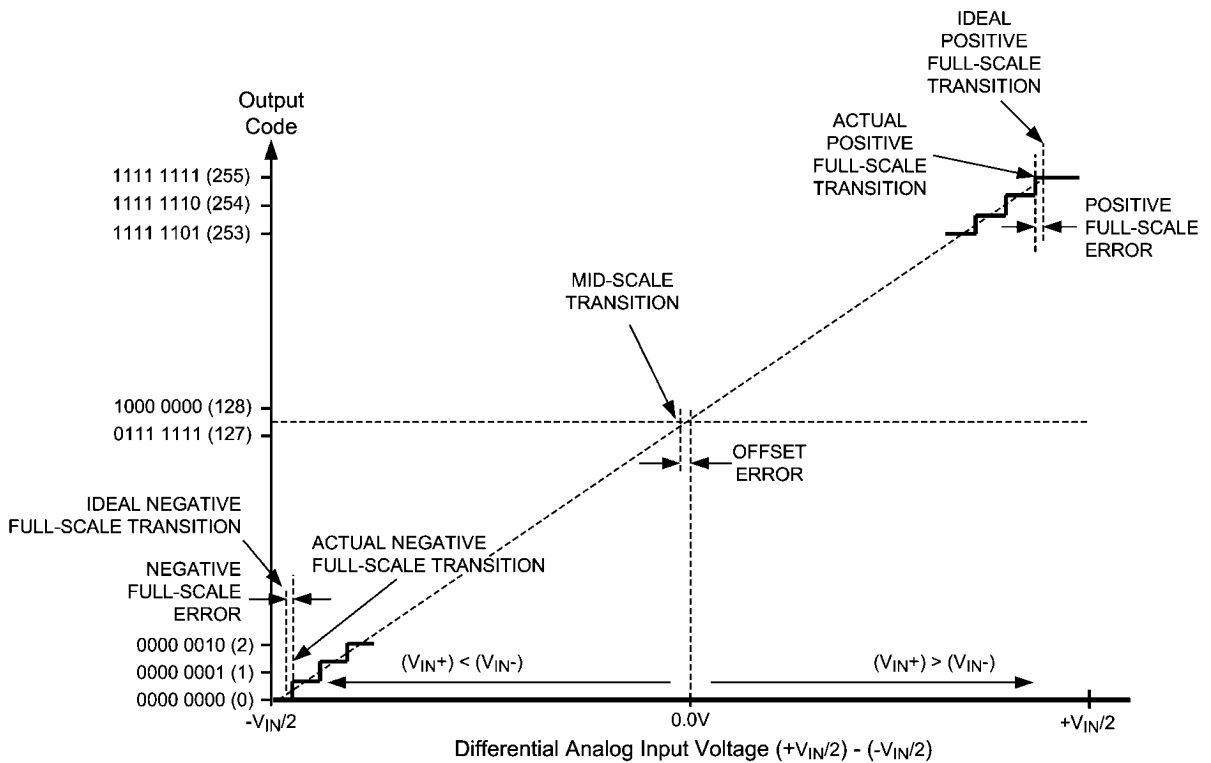 IDEAL
POSITIVE
FULL-SCALE
TRANSITION
Output
Code
ACTUAL
POSITIVE
FULL-SCALE
TRANSITION
1111 1111 (255)
1111 1110 (254)
1111 1101 (253)
POSITIVE
FULL-SCALE
ERROR
MID-SCALE
TRANSITION
1000 0000 (128)
0111 1111 (127)
OFFSET
ERROR
IDEAL NEGATIVE
FULL-SCALE TRANSITION
ACTUAL NEGATIVE
FULL-SCALE TRANSITION
NEGATIVE
FULL-SCALE
ERROR
0000 0010 (2)
0000 0001 (1)
0000 0000 (0)
(VIN+) < (VIN-)
(VIN+) > (VIN-)
-VIN/2
0.0V
+VIN/2
Differential Analog Input Voltage (+VIN/2) - (-VIN/2)